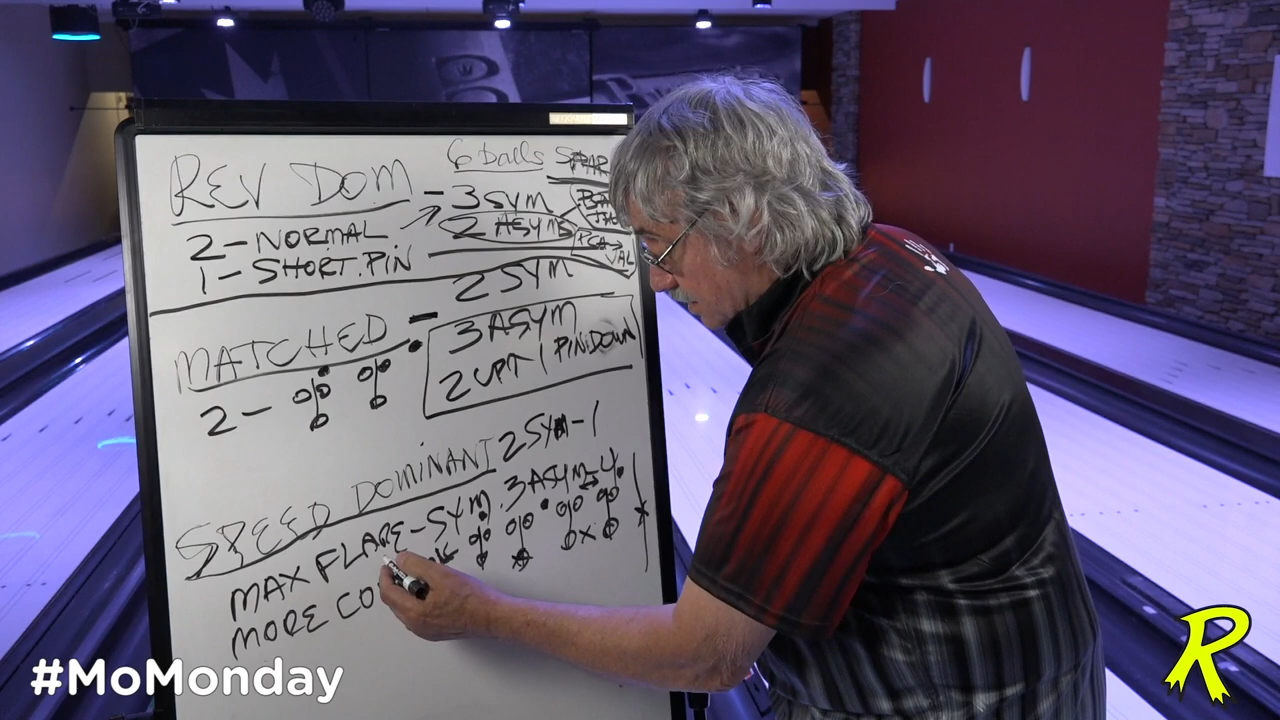 REV DOM - 6 balls
3 SYM
2 ASYMS
2 - NORMAL
1 - SHORT PIN
MATCHED - 2 SYM
3 ASYM
2 UPT / PIN DOWN
2 -
SPEED DOMINANT 2 SYM - 1
3 ASYM - 4
MAX FLARE - SYM
MORE CO
#MoMonday
R